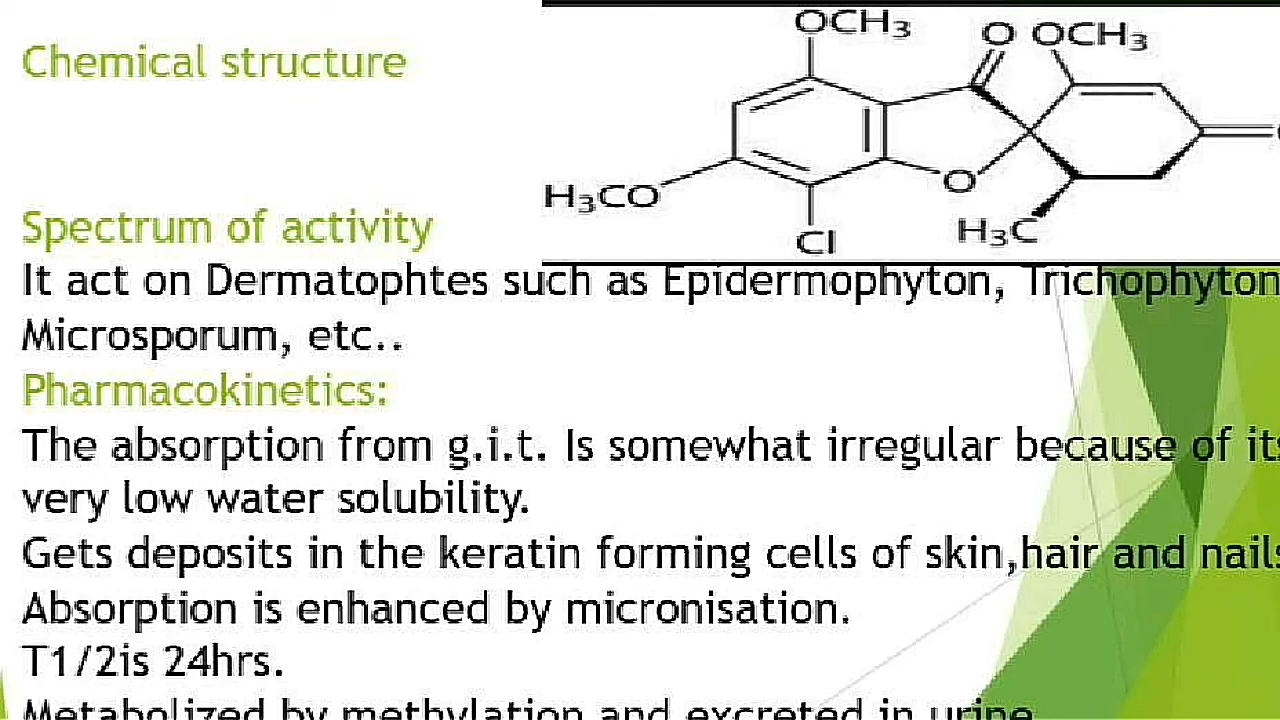 Chemical structure
OCH3
O OCH3
H3CO
O
H3C
Cl
Spectrum of activity
It act on Dermatophtes such as Epidermophyton, Trichophyton
Microsporum, etc..
Pharmacokinetics:
The absorption from g.i.t. Is somewhat irregular because of its
very low water solubility.
Gets deposits in the keratin forming cells of skin,hair and nails
Absorption is enhanced by micronisation.
T1/2is 24hrs.
Metabolized by methylation and excreted in urine